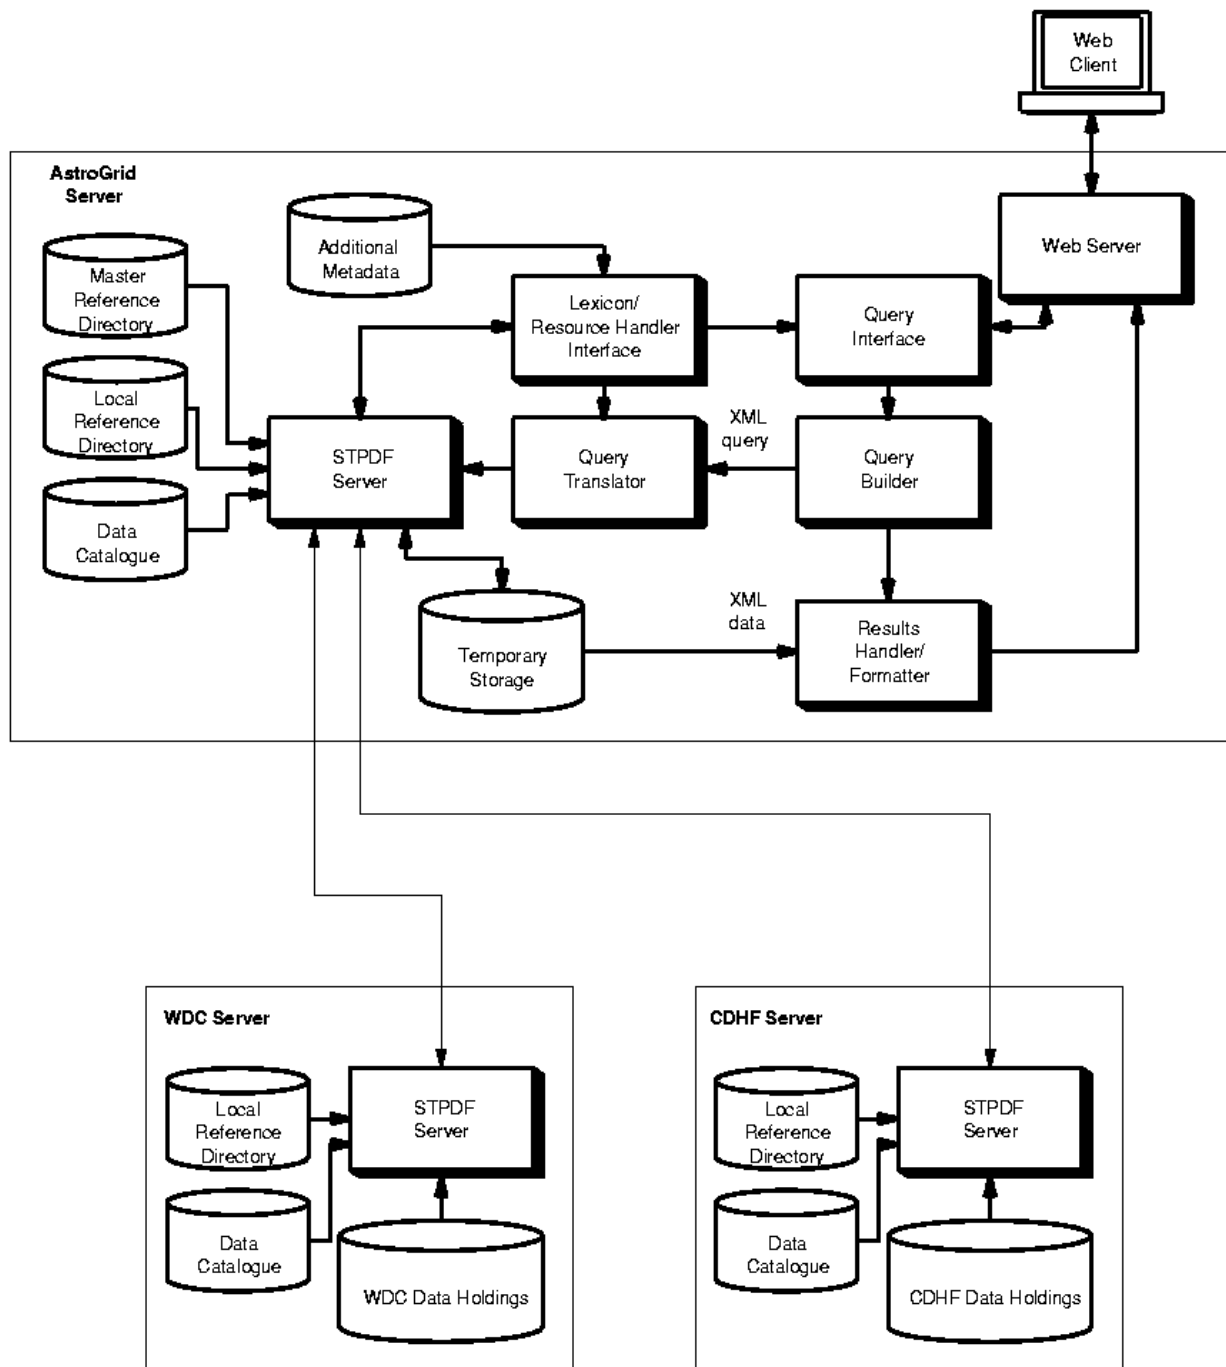 Web
Client
AstroGrid
Server
Web Server
Additional
Metadata
Master
Reference
Directory
Lexicon/
Resource Handler
Interface
Query
Interface
Local
Reference
Directory
STPDF
Server
Query
Translator
XML
query
Query
Builder
Data
Catalogue
Temporary
Storage
XML
data
Results
Handler/
Formatter
WDC Server
Local
Reference
Directory
STPDF
Server
Data
Catalogue
WDC Data Holdings
CDHF Server
Local
Reference
Directory
STPDF
Server
Data
Catalogue
CDHF Data Holdings